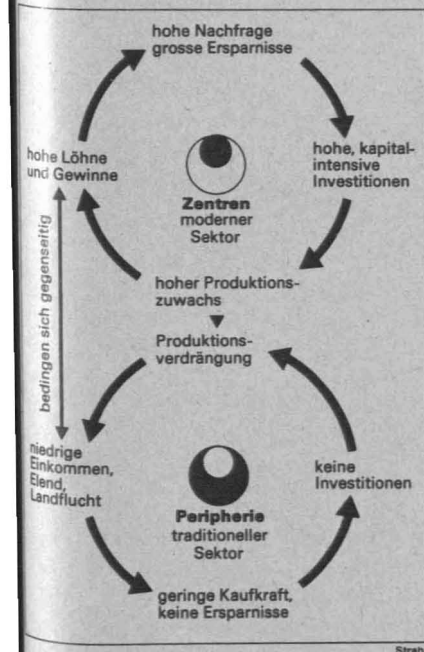 hohe Nachfrage
grosse Ersparnisse
hohe Löhne
und Gewinne
hohe, kapital-
intensive
Investitionen
Zentren
moderner
Sektor
hoher Produktions-
zuwachs
bedingen sich gegenseitig
Produktions-
verdrängung
niedrige
Einkommen,
Elend,
Landflucht
keine
Investitionen
Peripherie
traditioneller
Sektor
geringe Kaufkraft,
keine Ersparnisse